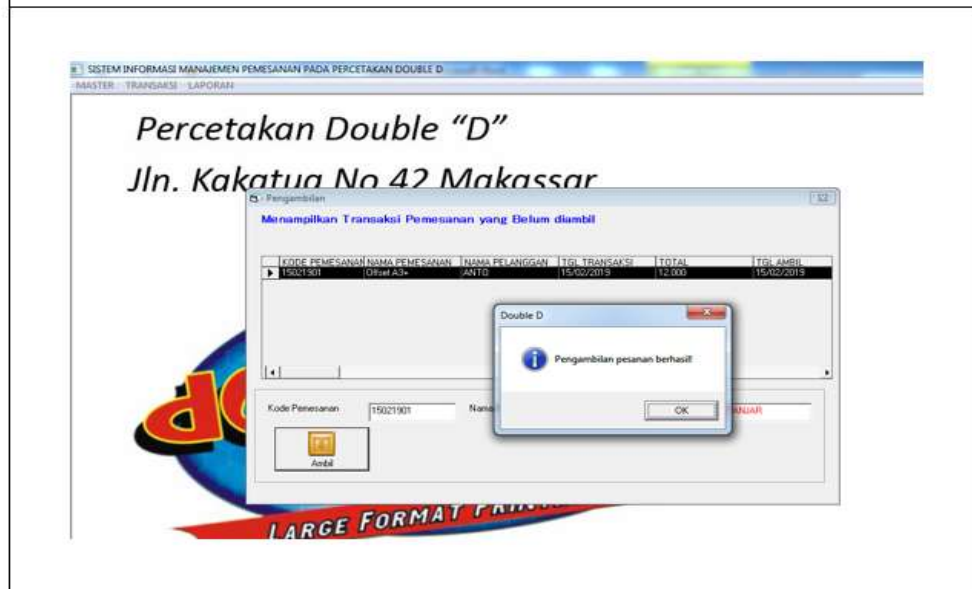 SISTEM INFORMASI MANAJEMEN PEMESANAN PADA PERCETAKAN DOUBLE D
MASTER TRANSAKSI LAPORAN
Percetakan Double “D”
Jln. Kakatua No 42 Makassar
Pengambilan
Menampilkan Transaksi Pemesanan yang Belum diambil
KODE PEMESANAN NAMA PEMESANAN NAMA PELANGGAN TGL TRANSAKSI TOTAL TGL AMBIL
15021901 Offset A3+ ANTO 15/02/2019 12.000 15/02/2019
Double D
Pengambilan pesanan berhasil!
OK
Kode Pemesanan 15021901 Nama
Ambil
LARGE FORMAT